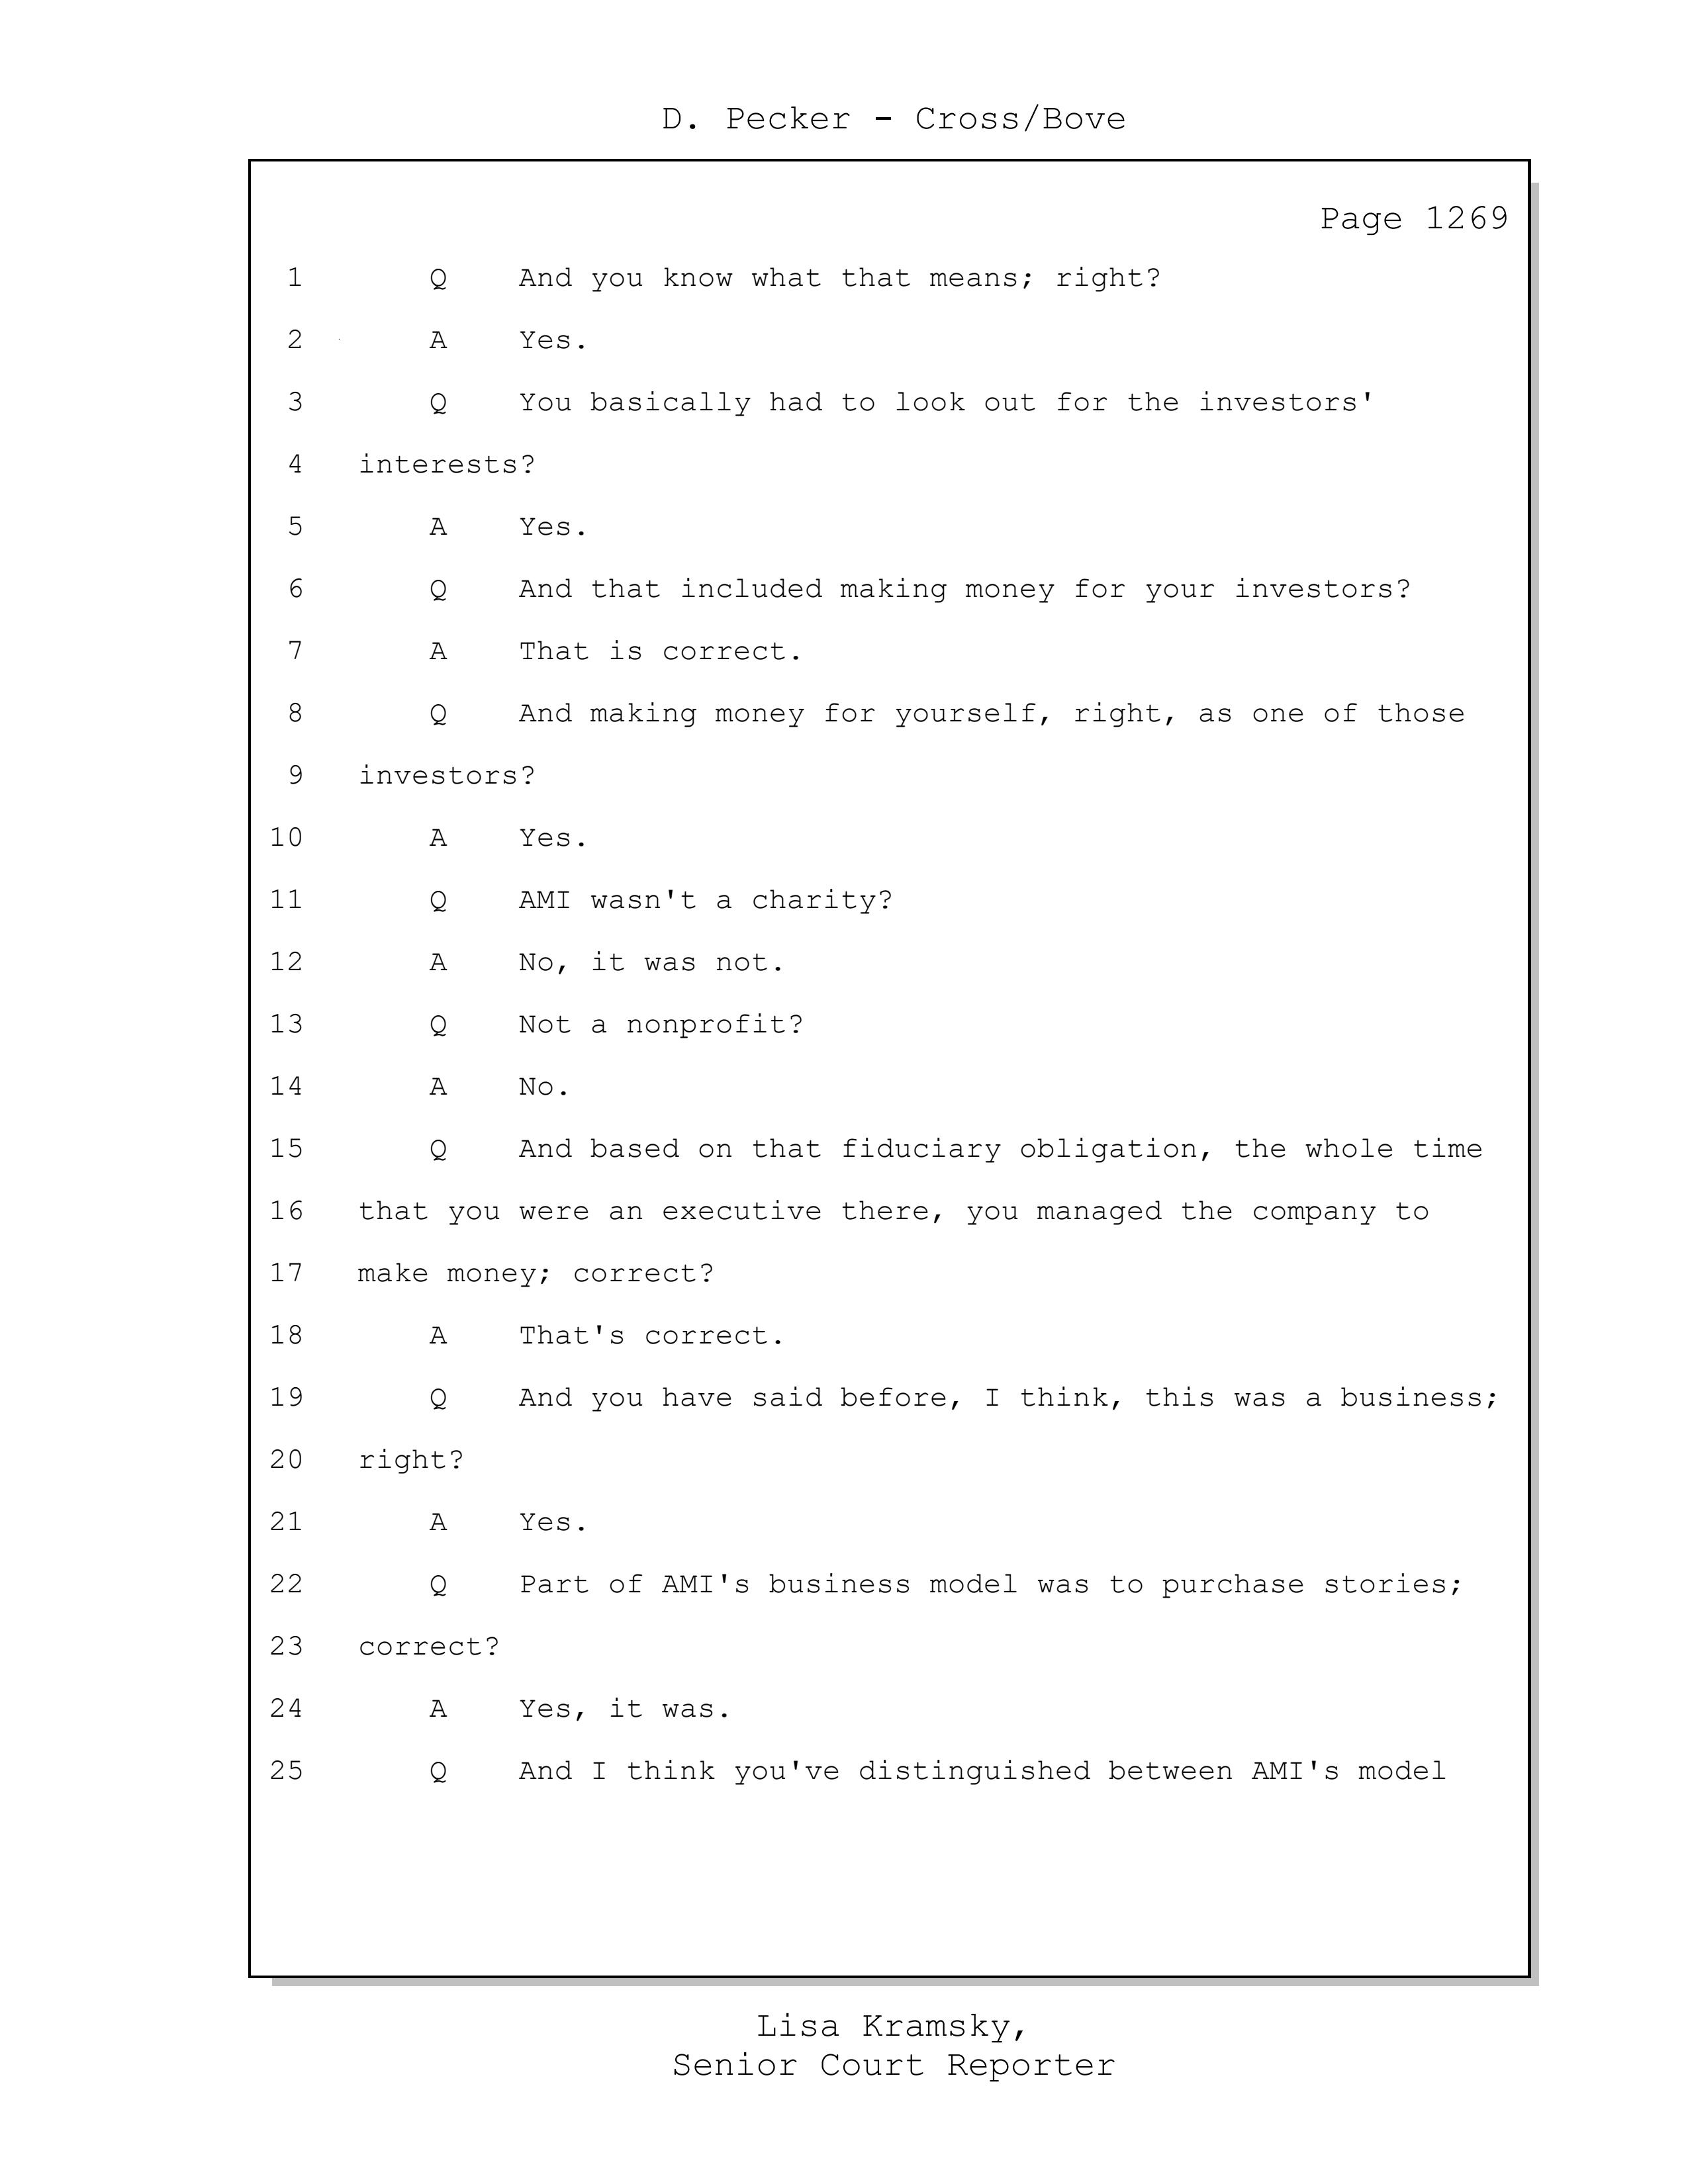 D. Pecker - Cross/Bove
Page 1269
1 Q And you know what that means; right?
2 A Yes.
3 Q You basically had to look out for the investors'
4 interests?
5 A Yes.
6 Q And that included making money for your investors?
7 A That is correct.
8 Q And making money for yourself, right, as one of those
9 investors?
10 A Yes.
11 Q AMI wasn't a charity?
12 A No, it was not.
13 Q Not a nonprofit?
14 A No.
15 Q And based on that fiduciary obligation, the whole time
16 that you were an executive there, you managed the company to
17 make money; correct?
18 A That's correct.
19 Q And you have said before, I think, this was a business;
20 right?
21 A Yes.
22 Q Part of AMI's business model was to purchase stories;
23 correct?
24 A Yes, it was.
25 Q And I think you've distinguished between AMI's model
Lisa Kramsky,
Senior Court Reporter